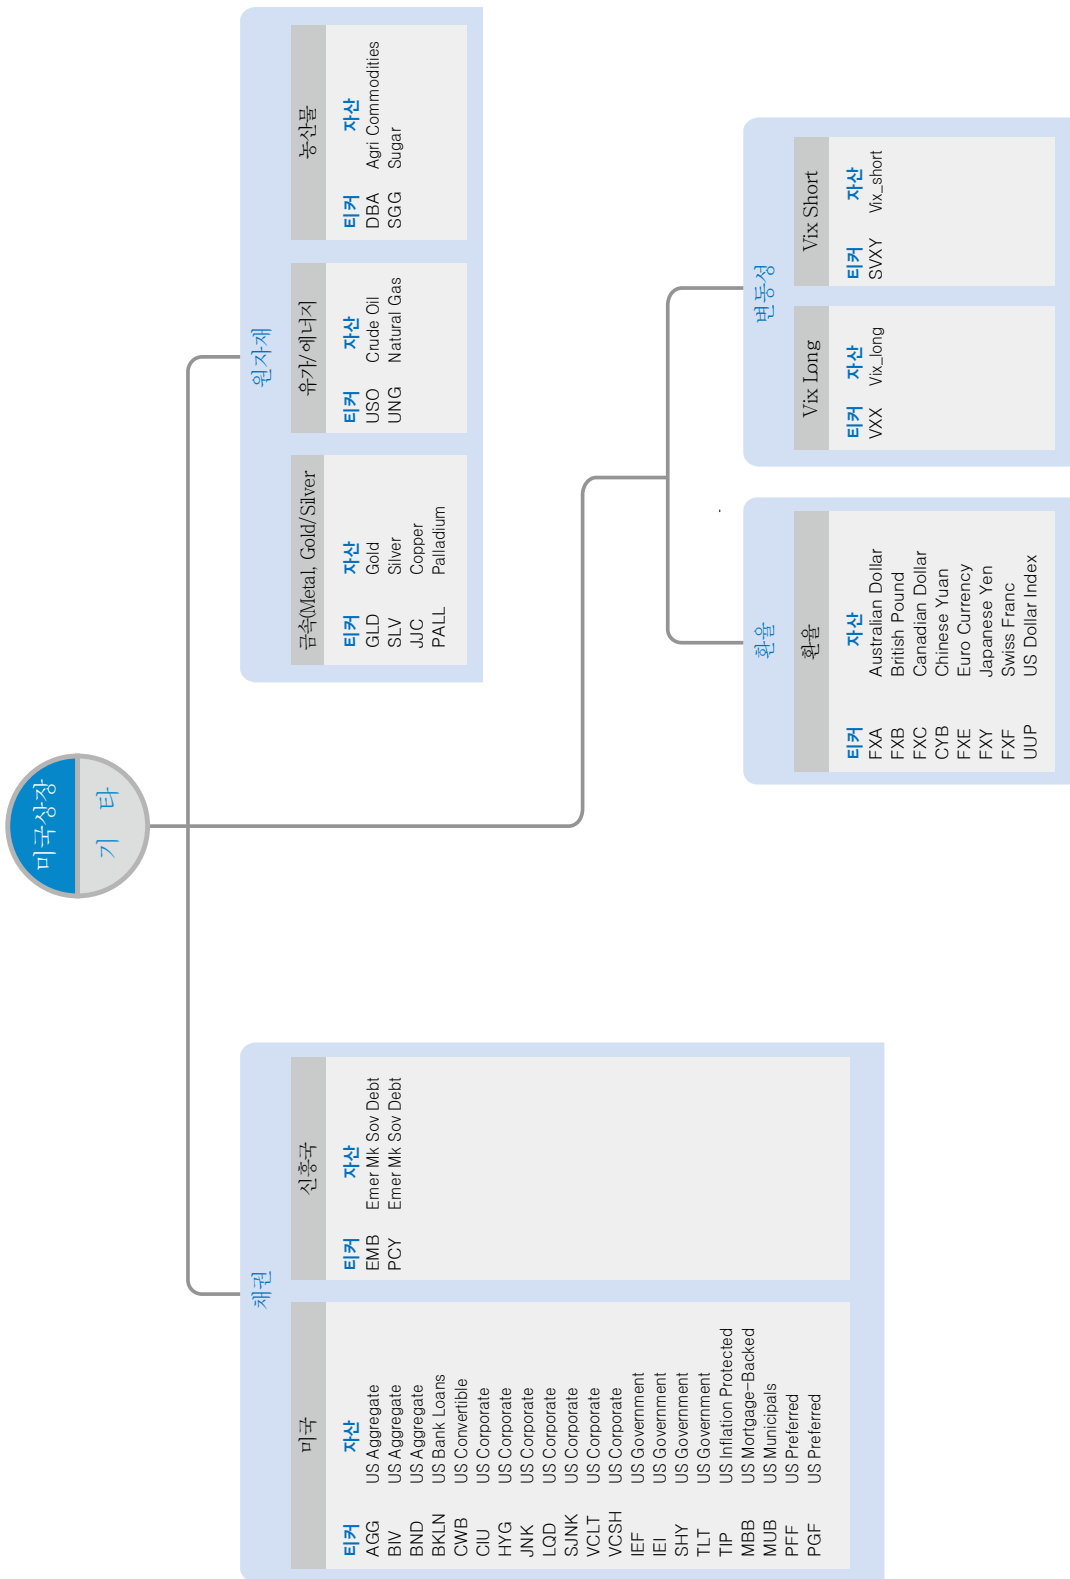 미국상장
기 타
채권
미국
티커 자산
AGG US Aggregate
BIV US Aggregate
BND US Aggregate
BKLN US Bank Loans
CWB US Convertible
CIU US Corporate
HYG US Corporate
JNK US Corporate
LQD US Corporate
SJNK US Corporate
VCLT US Corporate
VCSH US Corporate
IEF US Government
IEI US Government
SHY US Government
TLT US Government
TIP US Inflation Protected
MBB US Mortgage-Backed
MUB US Municipals
PFF US Preferred
PGF US Preferred
신흥국
티커 자산
EMB Emer Mk Sov Debt
PCY Emer Mk Sov Debt
원자재
금속(Metal, Gold/Silver
티커 자산
GLD Gold
SLV Silver
JJC Copper
PALL Palladium
유가/에너지
티커 자산
USO Crude Oil
UNG Natural Gas
농산물
티커 자산
DBA Agri Commodities
SGG Sugar
환율
환율
티커 자산
FXA Australian Dollar
FXB British Pound
FXC Canadian Dollar
CYB Chinese Yuan
FXE Euro Currency
FXY Japanese Yen
FXF Swiss Franc
UUP US Dollar Index
변동성
Vix Long
티커 자산
VXX Vix_long
Vix Short
티커 자산
SVXY Vix_short